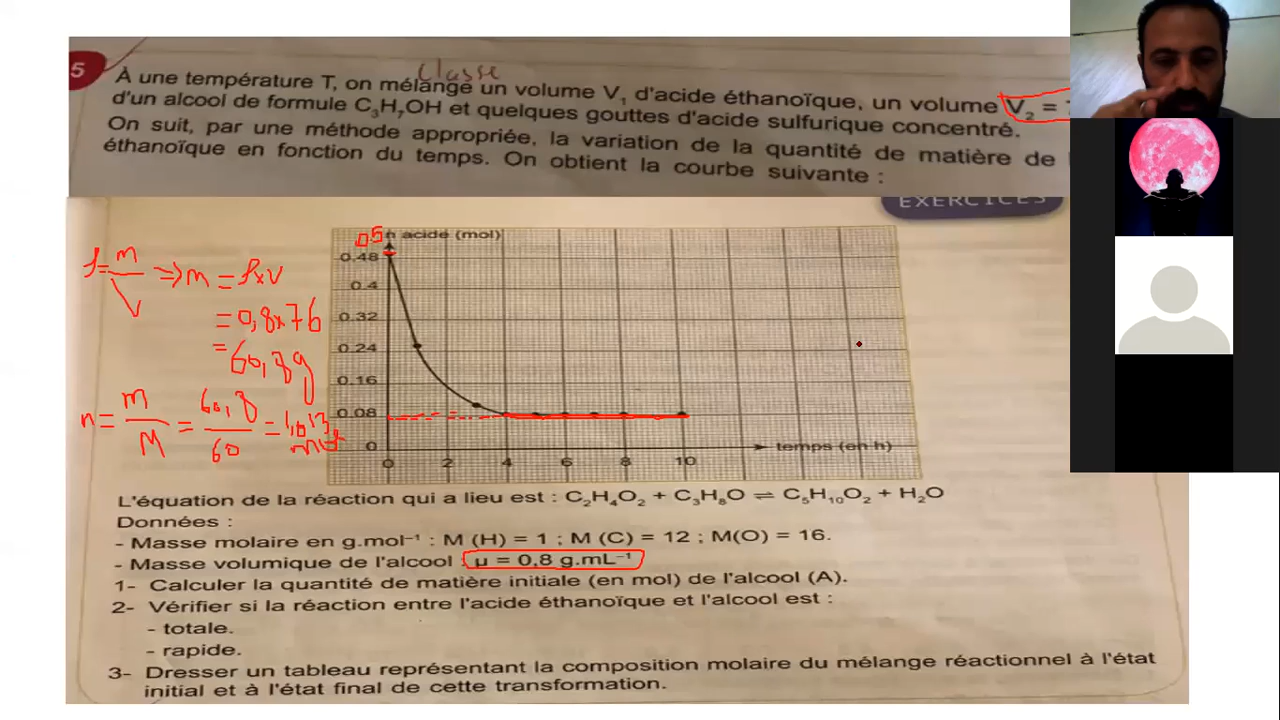 5
Classe
À une température T, on mélange un volume V₁ d'acide éthanoïque, un volume V₂ =
d'un alcool de formule C₃H₇OH et quelques gouttes d'acide sulfurique concentré.
On suit, par une méthode appropriée, la variation de la quantité de matière de
éthanoïque en fonction du temps. On obtient la courbe suivante :
EXERCICES
0.5
n acide (mol)
0.48
0.4
0.32
0.24
0.16
0.08
0
0 2 4 6 8 10
temps (en h)
ρ = m/V => m = ρxV
= 0,8x76
= 60,8g
n = m/M = 60,8/60 = 1,013 mol
L'équation de la réaction qui a lieu est : C₂H₄O₂ + C₃H₈O ⇌ C₅H₁₀O₂ + H₂O
Données :
- Masse molaire en g.mol⁻¹ : M (H) = 1 ; M (C) = 12 ; M(O) = 16.
- Masse volumique de l'alcool : μ = 0,8 g.mL⁻¹
1- Calculer la quantité de matière initiale (en mol) de l'alcool (A).
2- Vérifier si la réaction entre l'acide éthanoïque et l'alcool est :
- totale.
- rapide.
3- Dresser un tableau représentant la composition molaire du mélange réactionnel à l'état
initial et à l'état final de cette transformation.